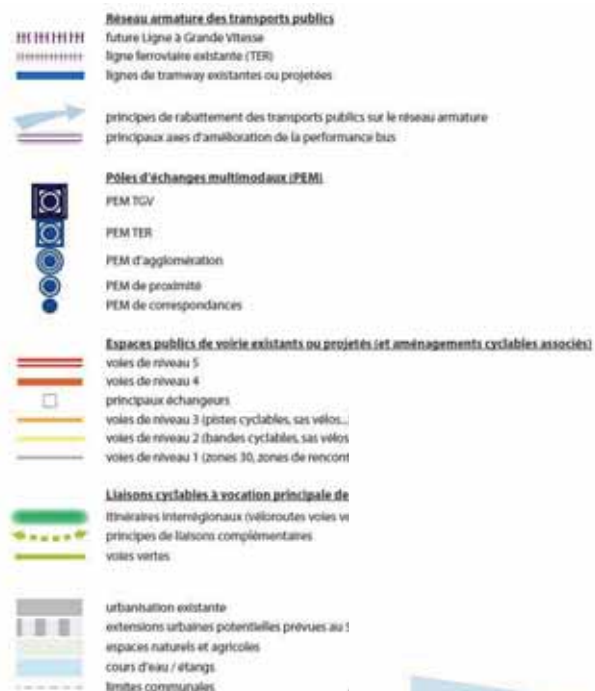 Réseau armature des transports publics
future Ligne à Grande Vitesse
ligne ferroviaire existante (TER)
lignes de tramway existantes ou projetées
principes de rabattement des transports publics sur le réseau armature
principaux axes d'amélioration de la performance bus
Pôles d'échanges multimodaux (PEM)
PEM TGV
PEM TER
PEM d'agglomération
PEM de proximité
PEM de correspondances
Espaces publics de voirie existants ou projetés (et aménagements cyclables associés)
voies de niveau 5
voies de niveau 4
principaux échangeurs
voies de niveau 3 (pistes cyclables, sas vélos...
voies de niveau 2 (bandes cyclables, sas vélos
voies de niveau 1 (zones 30, zones de rencont
Liaisons cyclables à vocation principale de
itinéraires interrégionaux (véloroutes voies ve
principes de liaisons complémentaires
voies vertes
urbanisation existante
extensions urbaines potentielles prévues au S
espaces naturels et agricoles
cours d'eau / étangs
limites communales